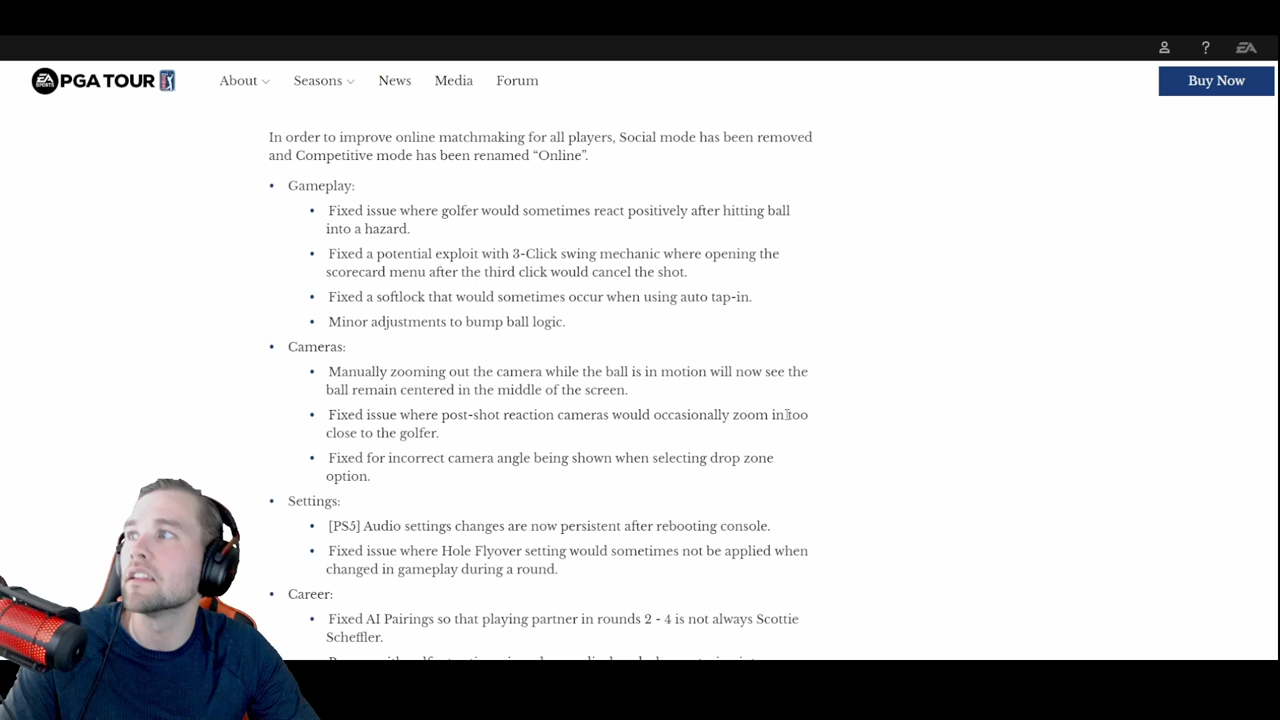 EA SPORTS PGA TOUR
About
Seasons
News
Media
Forum
Buy Now
? EA
In order to improve online matchmaking for all players, Social mode has been removed
and Competitive mode has been renamed “Online”.
• Gameplay:
• Fixed issue where golfer would sometimes react positively after hitting ball
into a hazard.
• Fixed a potential exploit with 3-Click swing mechanic where opening the
scorecard menu after the third click would cancel the shot.
• Fixed a softlock that would sometimes occur when using auto tap-in.
• Minor adjustments to bump ball logic.
• Cameras:
• Manually zooming out the camera while the ball is in motion will now see the
ball remain centered in the middle of the screen.
• Fixed issue where post-shot reaction cameras would occasionally zoom in too
close to the golfer.
• Fixed for incorrect camera angle being shown when selecting drop zone
option.
• Settings:
• [PS5] Audio settings changes are now persistent after rebooting console.
• Fixed issue where Hole Flyover setting would sometimes not be applied when
changed in gameplay during a round.
• Career:
• Fixed AI Pairings so that playing partner in rounds 2 - 4 is not always Scottie
Scheffler.